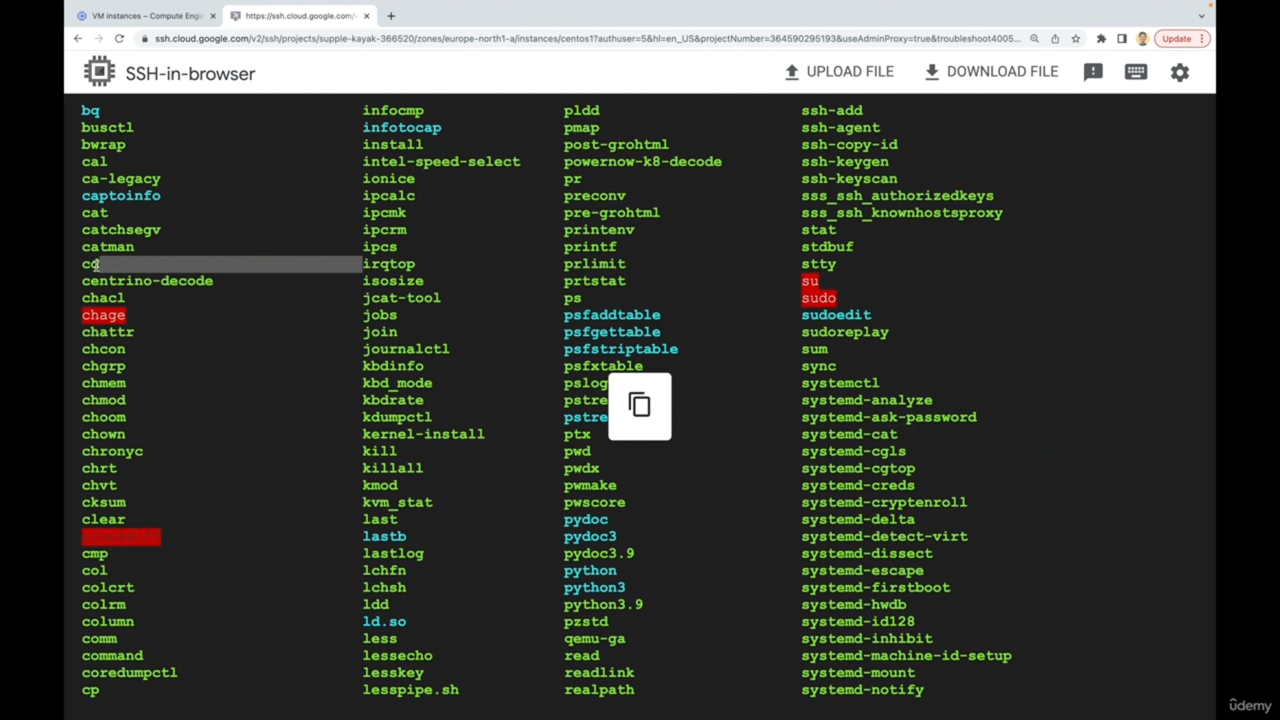 VM instances – Compute Engi
https://ssh.cloud.google.com/v
ssh.cloud.google.com/v2/ssh/projects/supple-kayak-366520/zones/europe-north1-a/instances/centos1?authuser=5&hl=en_US&projectNumber=364590295193&useAdminProxy=true&troubleshoot4005...
Update
SSH-in-browser
UPLOAD FILE
DOWNLOAD FILE
bq infocmp pldd ssh-add
busctl infotocap pmap ssh-agent
bwrap install post-grohtml ssh-copy-id
cal intel-speed-select powernow-k8-decode ssh-keygen
ca-legacy ionice pr ssh-keyscan
captoinfo ipcalc preconv sss_ssh_authorizedkeys
cat ipcmk pre-grohtml sss_ssh_knownhostsproxy
catchsegv ipcrm printenv stat
catman ipcs printf stdbuf
irqtop prlimit stty
centrino-decode isosize prtstat su
chacl jcat-tool ps sudo
chage jobs psfaddtable sudoedit
chattr join psfgettable sudoreplay
chcon journalctl psfstriptable sum
chgrp kbdinfo psfxtable sync
chmem kbd_mode pslog systemctl
chmod kbdrate pstre systemd-analyze
choom kdumpctl pstre systemd-ask-password
chown kernel-install ptx systemd-cat
chronyc kill pwd systemd-cgls
chrt killall pwdx systemd-cgtop
chvt kmod pwmake systemd-creds
cksum kvm_stat pwscore systemd-cryptenroll
clear last pydoc systemd-delta
lastb pydoc3 systemd-detect-virt
cmp lastlog pydoc3.9 systemd-dissect
col lchfn python systemd-escape
colcrt lchsh python3 systemd-firstboot
colrm ldd python3.9 systemd-hwdb
column ld.so pzstd systemd-id128
comm less qemu-ga systemd-inhibit
command lessecho read systemd-machine-id-setup
coredumpctl lesskey readlink systemd-mount
cp lesspipe.sh realpath systemd-notify
ûdemy